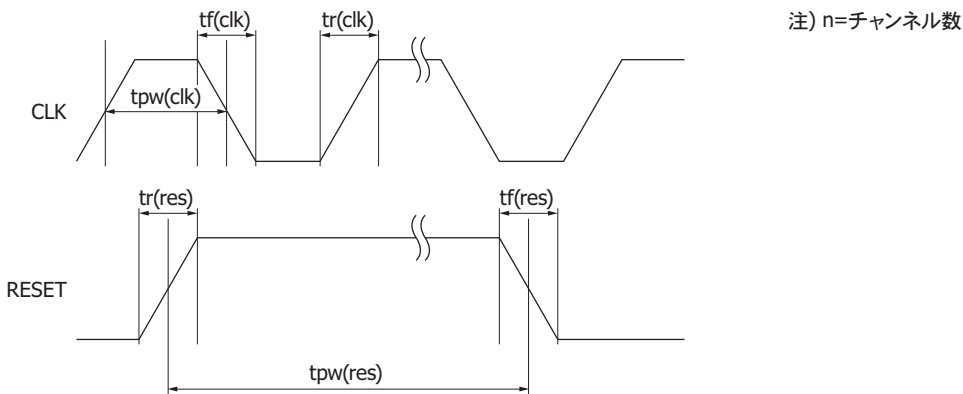 tf(clk) tr(clk) 注) n=チャンネル数
tpw(clk)
CLK
tr(res) tf(res)
RESET
tpw(res)